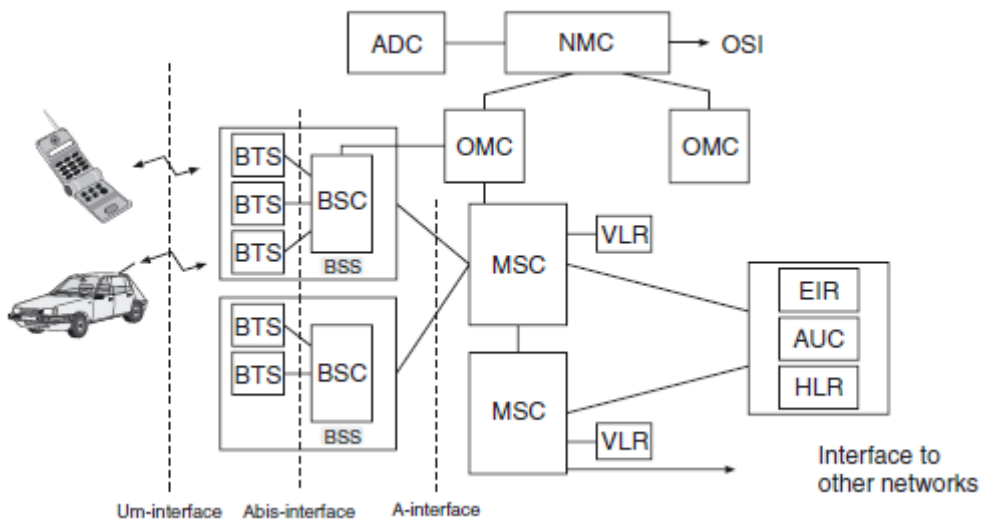 ADC
NMC
OSI
OMC
OMC
BTS
BTS
BTS
BSC
BSS
MSC
VLR
EIR
AUC
HLR
BTS
BTS
BSC
BSS
MSC
VLR
Interface to
other networks
Um-interface
Abis-interface
A-interface